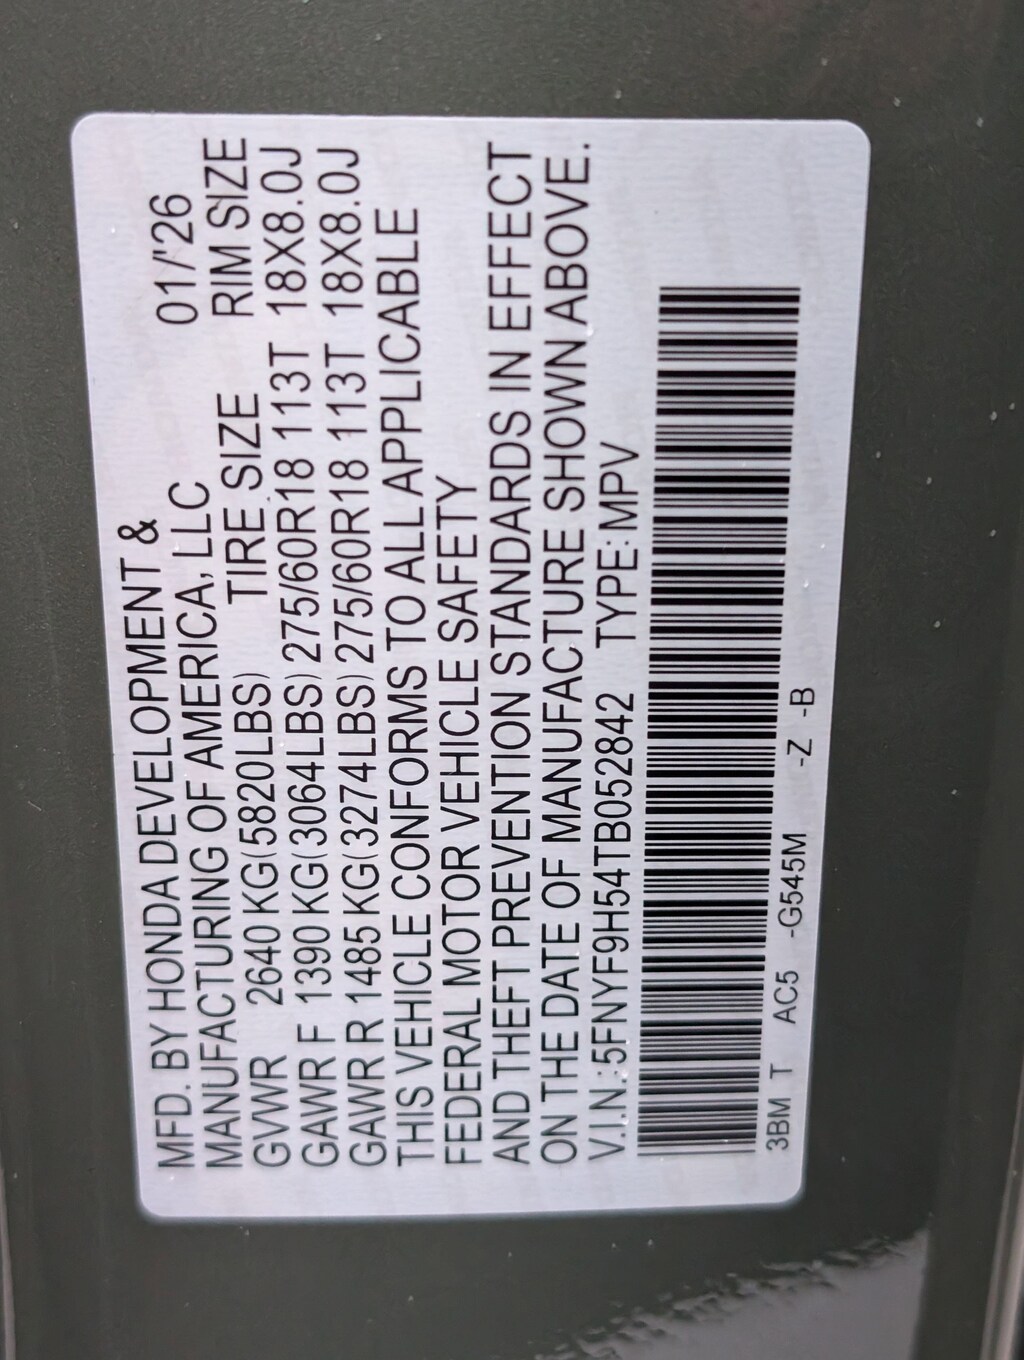 MFD. BY HONDA DEVELOPMENT &
MANUFACTURING OF AMERICA, LLC 01/'26
GVWR 2640 KG(5820LBS) TIRE SIZE RIM SIZE
GAWR F 1390 KG(3064LBS) 275/60R18 113T 18X8.0J
GAWR R 1485 KG(3274LBS) 275/60R18 113T 18X8.0J
THIS VEHICLE CONFORMS TO ALL APPLICABLE
FEDERAL MOTOR VEHICLE SAFETY
AND THEFT PREVENTION STANDARDS IN EFFECT
ON THE DATE OF MANUFACTURE SHOWN ABOVE.
V.I.N.:5FNYF9H54TB052842 TYPE:MPV
3BM T AC5 -G545M -Z -B